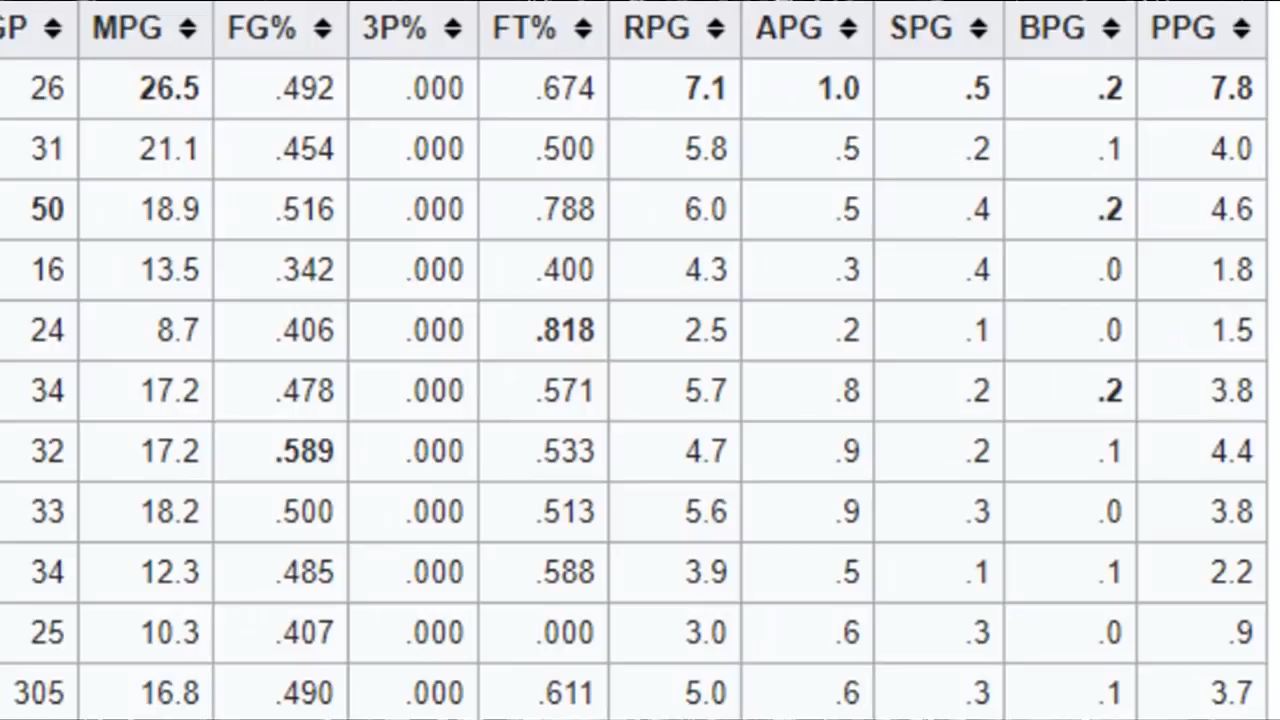 GP MPG FG% 3P% FT% RPG APG SPG BPG PPG
26 26.5 .492 .000 .674 7.1 1.0 .5 .2 7.8
31 21.1 .454 .000 .500 5.8 .5 .2 .1 4.0
50 18.9 .516 .000 .788 6.0 .5 .4 .2 4.6
16 13.5 .342 .000 .400 4.3 .3 .4 .0 1.8
24 8.7 .406 .000 .818 2.5 .2 .1 .0 1.5
34 17.2 .478 .000 .571 5.7 .8 .2 .2 3.8
32 17.2 .589 .000 .533 4.7 .9 .2 .1 4.4
33 18.2 .500 .000 .513 5.6 .9 .3 .0 3.8
34 12.3 .485 .000 .588 3.9 .5 .1 .1 2.2
25 10.3 .407 .000 .000 3.0 .6 .3 .0 .9
305 16.8 .490 .000 .611 5.0 .6 .3 .1 3.7